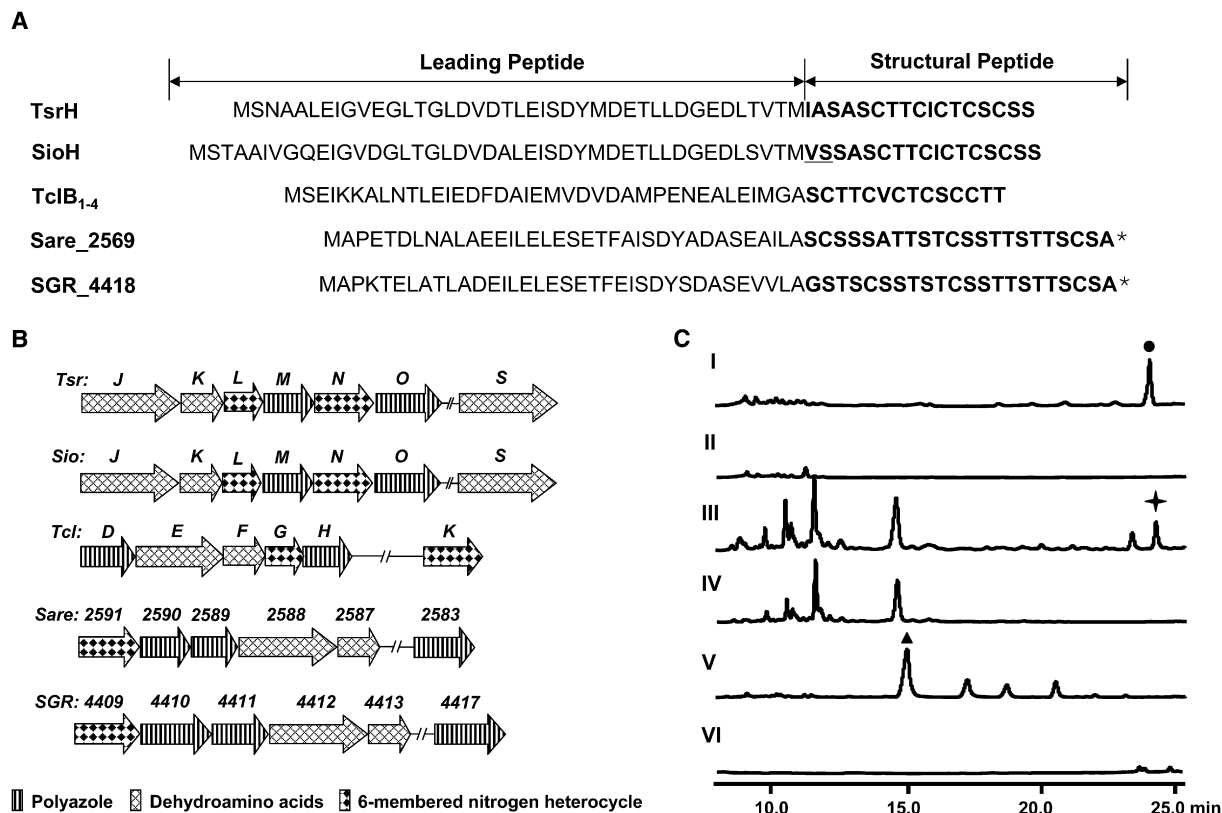 A
Leading Peptide Structural Peptide
TsrH MSNAALEIGVEGLTGLDVDTLEISDYMDETLLDGEDLTVTMIASASCTTCICTCSCSS
SioH MSTAAIVGQEIGVDGLTGLDVDALEISDYMDETLLDGEDLSVTMVSSASCTTCICTCSCSS
TclB1-4 MSEIKKALNTLEIEDFDAIEMVDVDAMPENEALEIMGASCTTCVCTCSCCTT
Sare_2569 MAPETDLNALAEEILELESETFAISDYADASEAILASCSSSATTSTCSSTTSTTSCSA*
SGR_4418 MAPKTELATLADEILELESETFEISDYSDASEVVLAGSTSCSSTSTCSSTTSTTSCSA*
B
Tsr: J K L M N O S
Sio: J K L M N O S
Tcl: D E F G H K
Sare: 2591 2590 2589 2588 2587 2583
SGR: 4409 4410 4411 4412 4413 4417
Polyazole Dehydroamino acids 6-membered nitrogen heterocycle
C
I
II
III
IV
V
VI
10.0 15.0 20.0 25.0 min